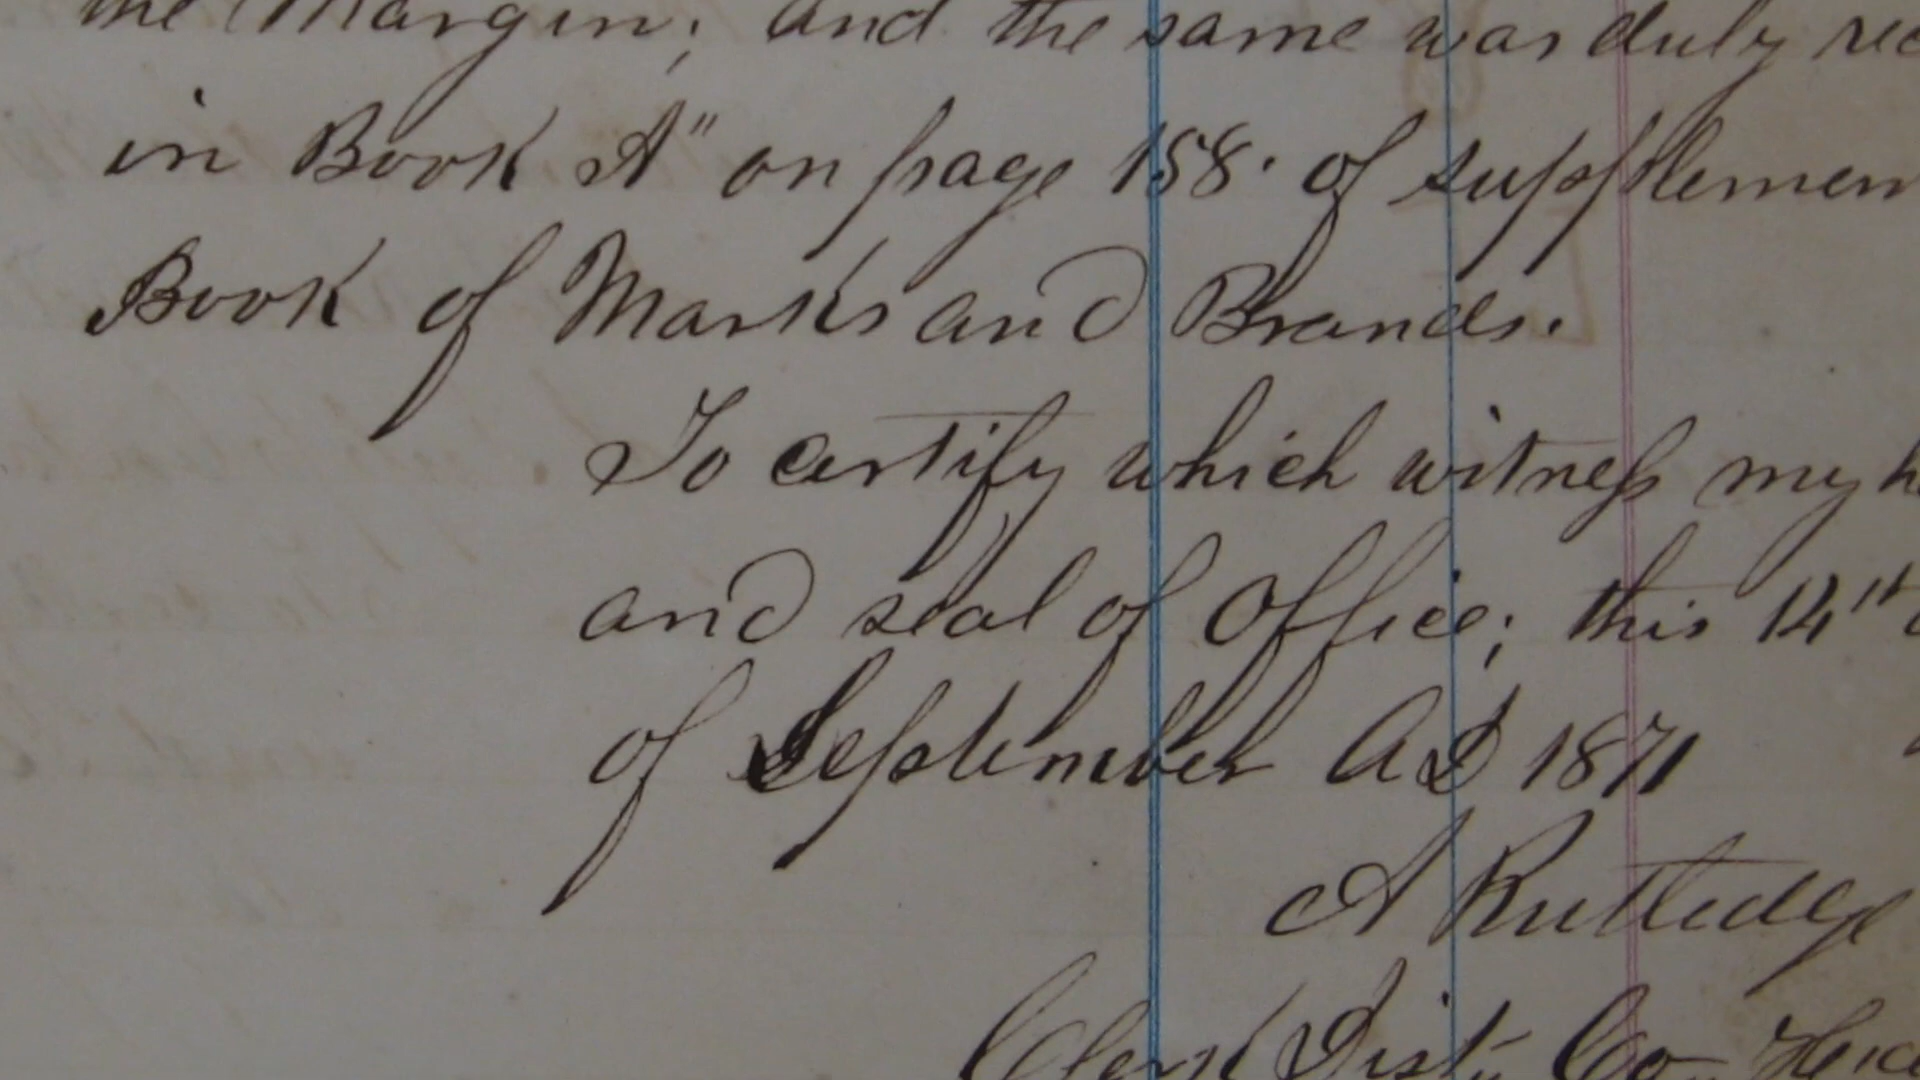 the Margin; and the same was duly rec
in Book A" on page 158. of supplemen
Book of Marks and Brands.
To certify which witness my h
and seal of Office; this 14th d
of September AD 1871
A Rutledge
Clerk Dist. Co